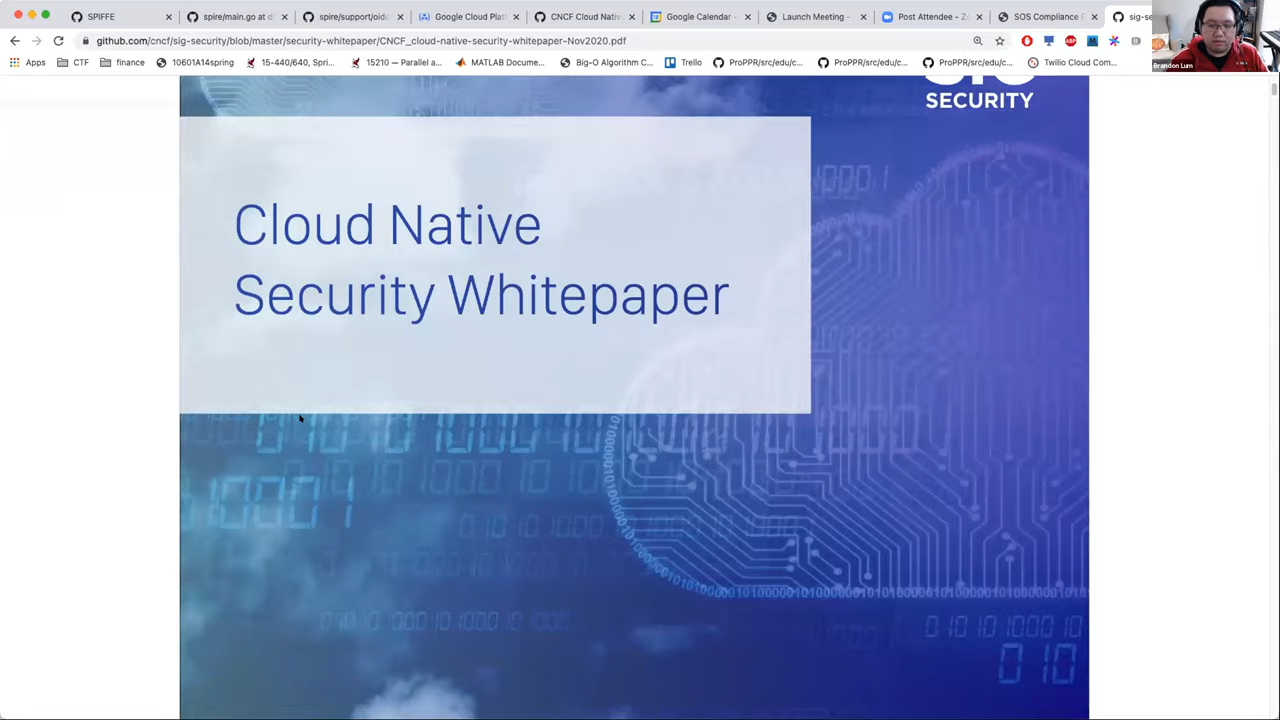 SPIFFE
spire/main.go at d
spire/support/oidc
Google Cloud Plat
CNCF Cloud Nativ
Google Calendar -
Launch Meeting -
Post Attendee - Zo
SOS Compliance F
sig-se
github.com/cncf/sig-security/blob/master/security-whitepaper/CNCF_cloud-native-security-whitepaper-Nov2020.pdf
Apps
CTF
finance
10601A14spring
15-440/640, Spri...
15210 — Parallel a...
MATLAB Docume...
Big-O Algorithm C...
Trello
ProPPR/src/edu/c...
ProPPR/src/edu/c...
ProPPR/src/edu/c...
Twilio Cloud Com...
Brandon Lum
SECURITY
Cloud Native
Security Whitepaper